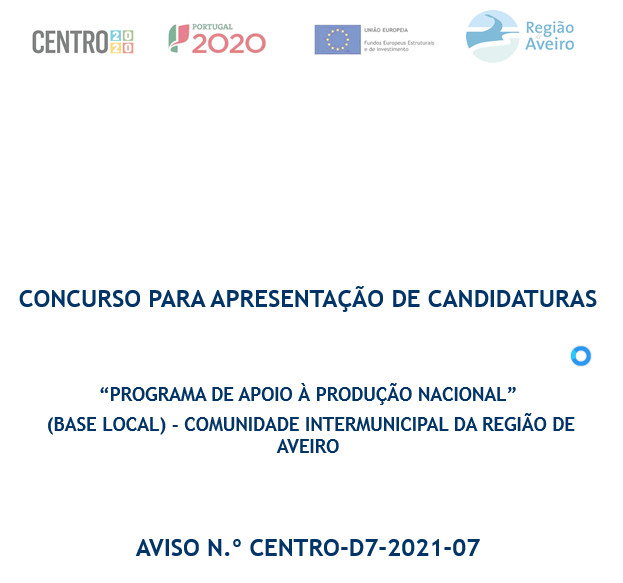 CENTRO 2020
PORTUGAL
2020
UNIÃO EUROPEIA
Fundos Europeus Estruturais
e de Investimento
Região
de
Aveiro
CONCURSO PARA APRESENTAÇÃO DE CANDIDATURAS
“PROGRAMA DE APOIO À PRODUÇÃO NACIONAL”
(BASE LOCAL) – COMUNIDADE INTERMUNICIPAL DA REGIÃO DE
AVEIRO
AVISO N.º CENTRO-D7-2021-07